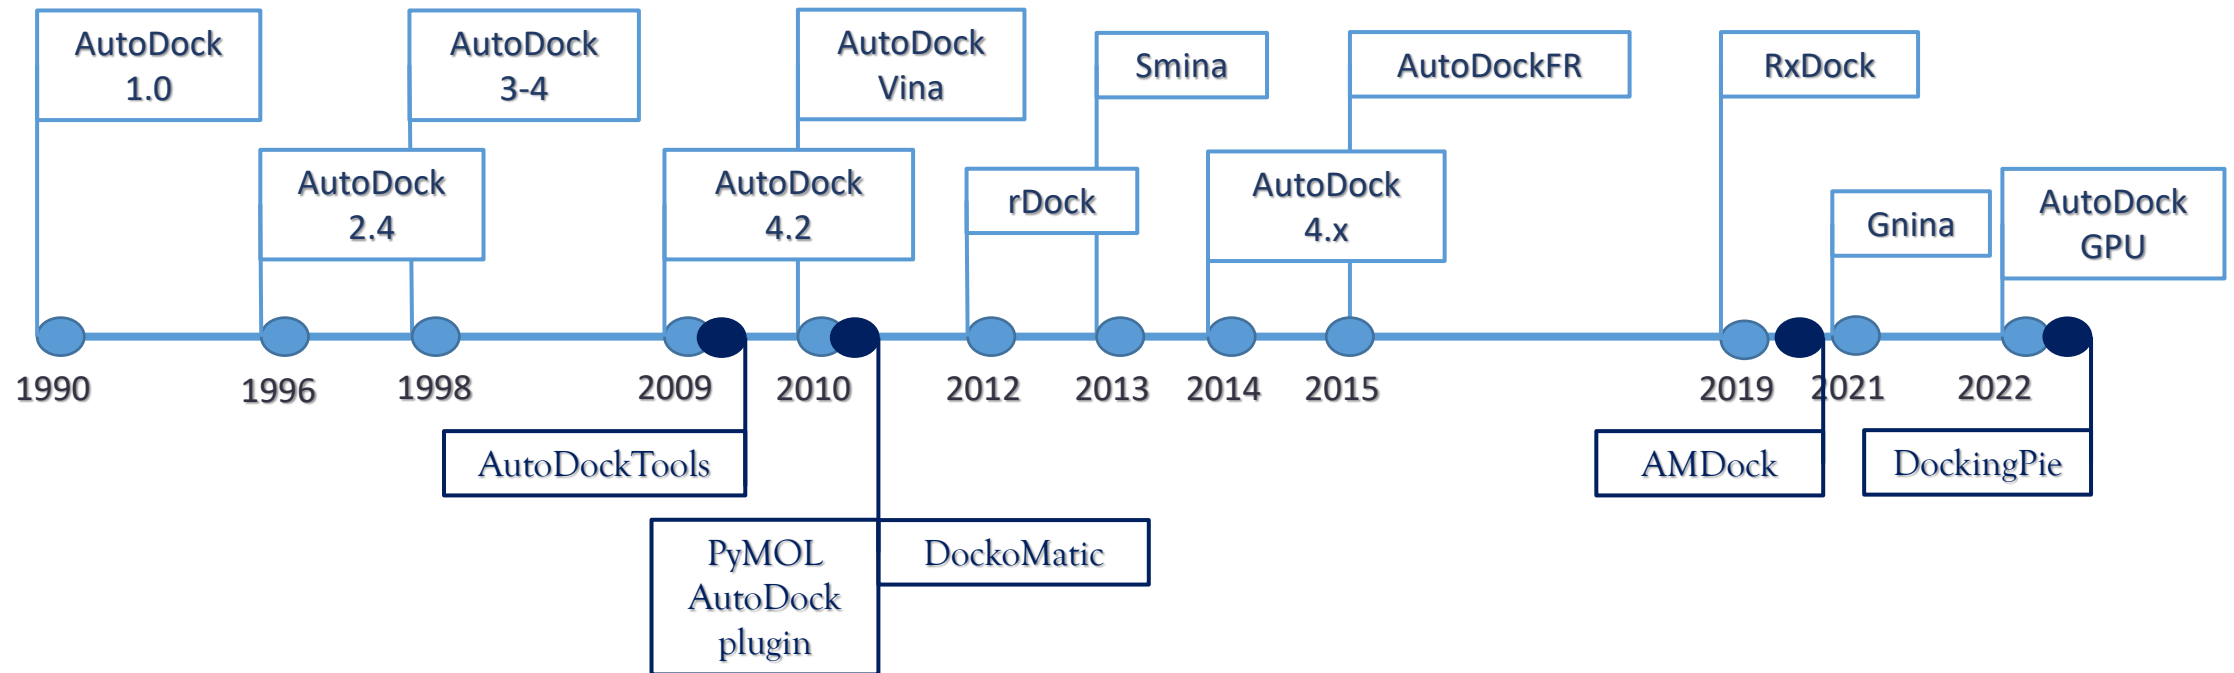 AutoDock
1.0
AutoDock
2.4
AutoDock
3-4
AutoDock
4.2
AutoDock
Vina
rDock
Smina
AutoDock
4.x
AutoDockFR
RxDock
Gnina
AutoDock
GPU
1990
1996
1998
2009
2010
2012
2013
2014
2015
2019
2021
2022
AutoDockTools
PyMOL
AutoDock
plugin
DockoMatic
AMDock
DockingPie